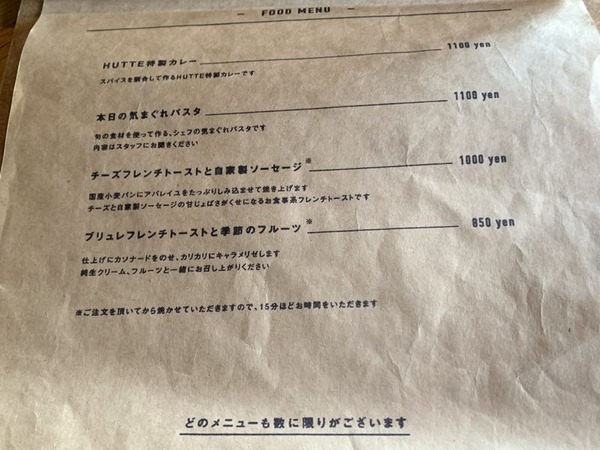 — FOOD MENU —
HUTTE特製カレー 1100 yen
スパイスを調合して作るHUTTE特製カレーです
本日の気まぐれパスタ 1100 yen
旬の食材を使って作る、シェフの気まぐれパスタです
内容はスタッフにお聞きください
チーズフレンチトーストと自家製ソーセージ※ 1000 yen
国産小麦パンにアパレイユをたっぷりしみ込ませて焼き上げます
チーズと自家製ソーセージの甘じょぱさがくせになるお食事系フレンチトーストです
ブリュレフレンチトーストと季節のフルーツ※ 850 yen
仕上げにカソナードをのせ、カリカリにキャラメリゼします
純生クリーム、フルーツと一緒にお召し上がりください
※ご注文を頂いてから焼かせていただきますので、15分ほどお時間をいただきます
どのメニューも数に限りがございます